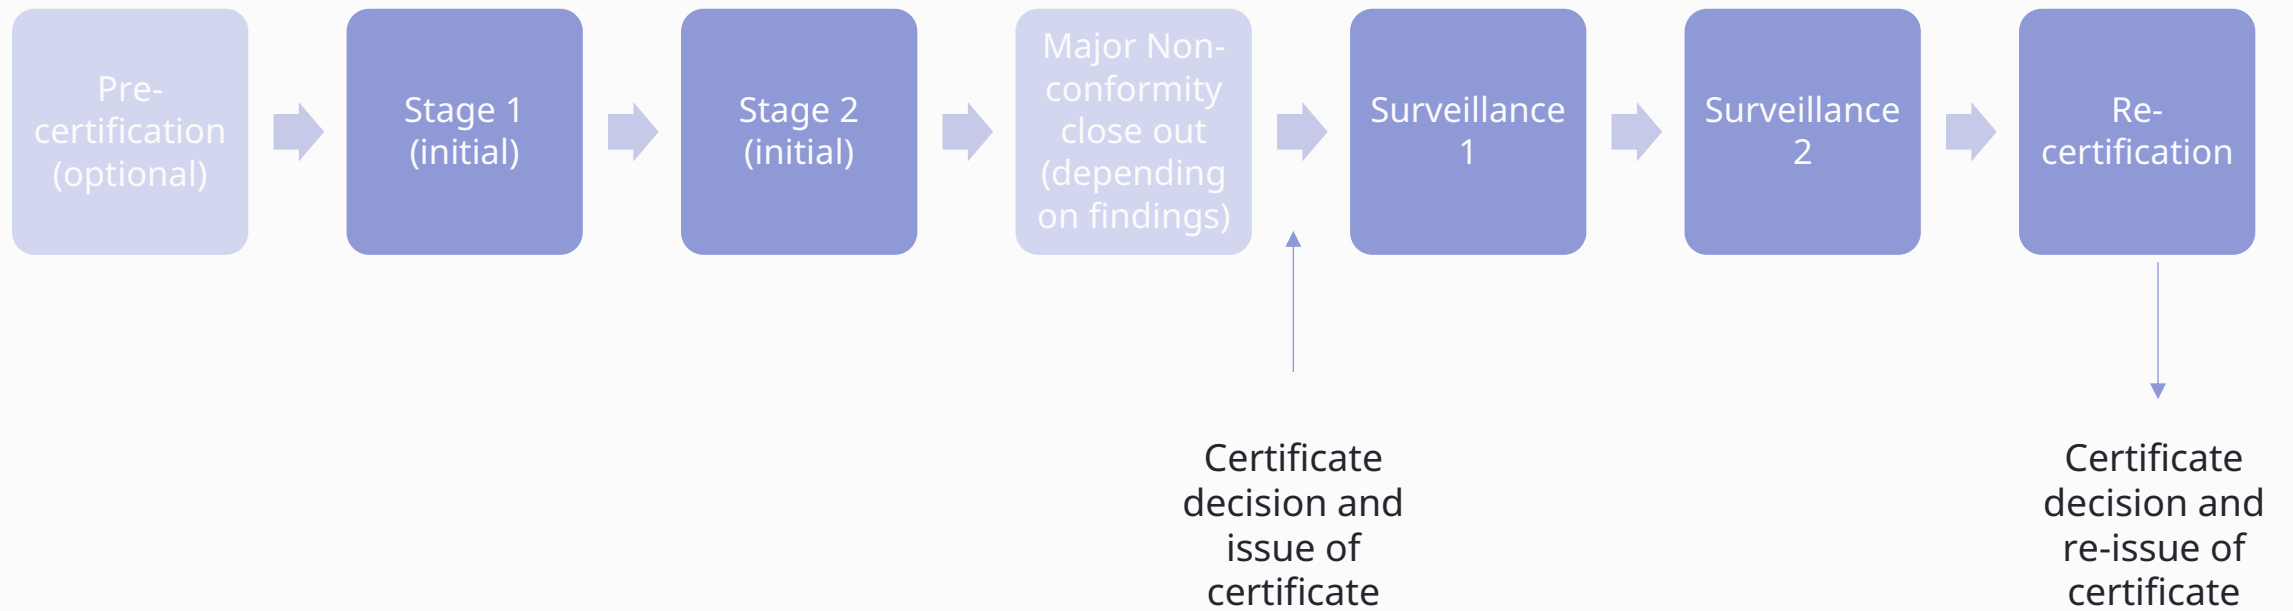 Pre-
certification
(optional)
Stage 1
(initial)
Stage 2
(initial)
Major Non-
conformity
close out
(depending
on findings)
Surveillance
1
Surveillance
2
Re-
certification
Certificate
decision and
issue of
certificate
Certificate
decision and
re-issue of
certificate